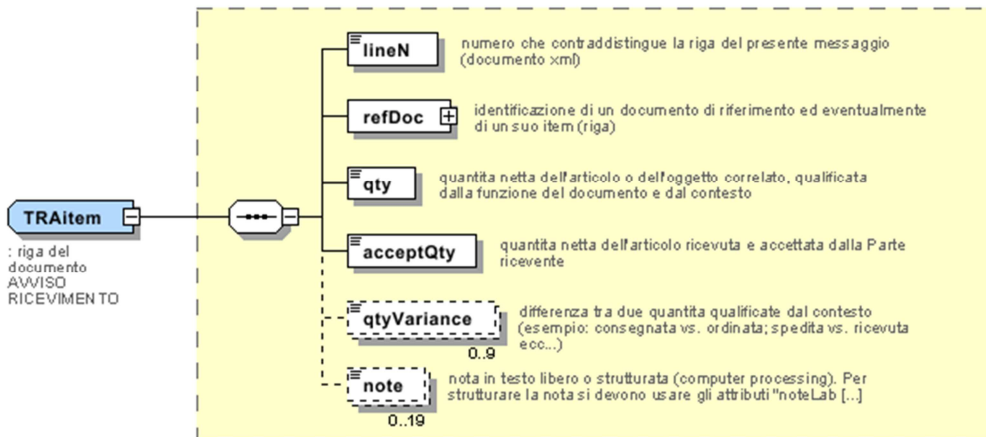 lineN
numero che contraddistingue la riga del presente messaggio
(documento xml)
refDoc
identificazione di un documento di riferimento ed eventualmente
di un suo item (riga)
qty
quantita netta dell'articolo o dell'oggetto correlato, qualificata
dalla funzione del documento e dal contesto
TRAitem
: riga del
documento
AVVISO
RICEVIMENTO
acceptQty
quantita netta dell'articolo ricevuta e accettata dalla Parte
ricevente
qtyVariance
0..9
differenza tra due quantita qualificate dal contesto
(esempio: consegnata vs. ordinata; spedita vs. ricevuta
ecc...)
note
0..19
nota in testo libero o strutturata (computer processing). Per
strutturare la nota si devono usare gli attributi "noteLab [...]